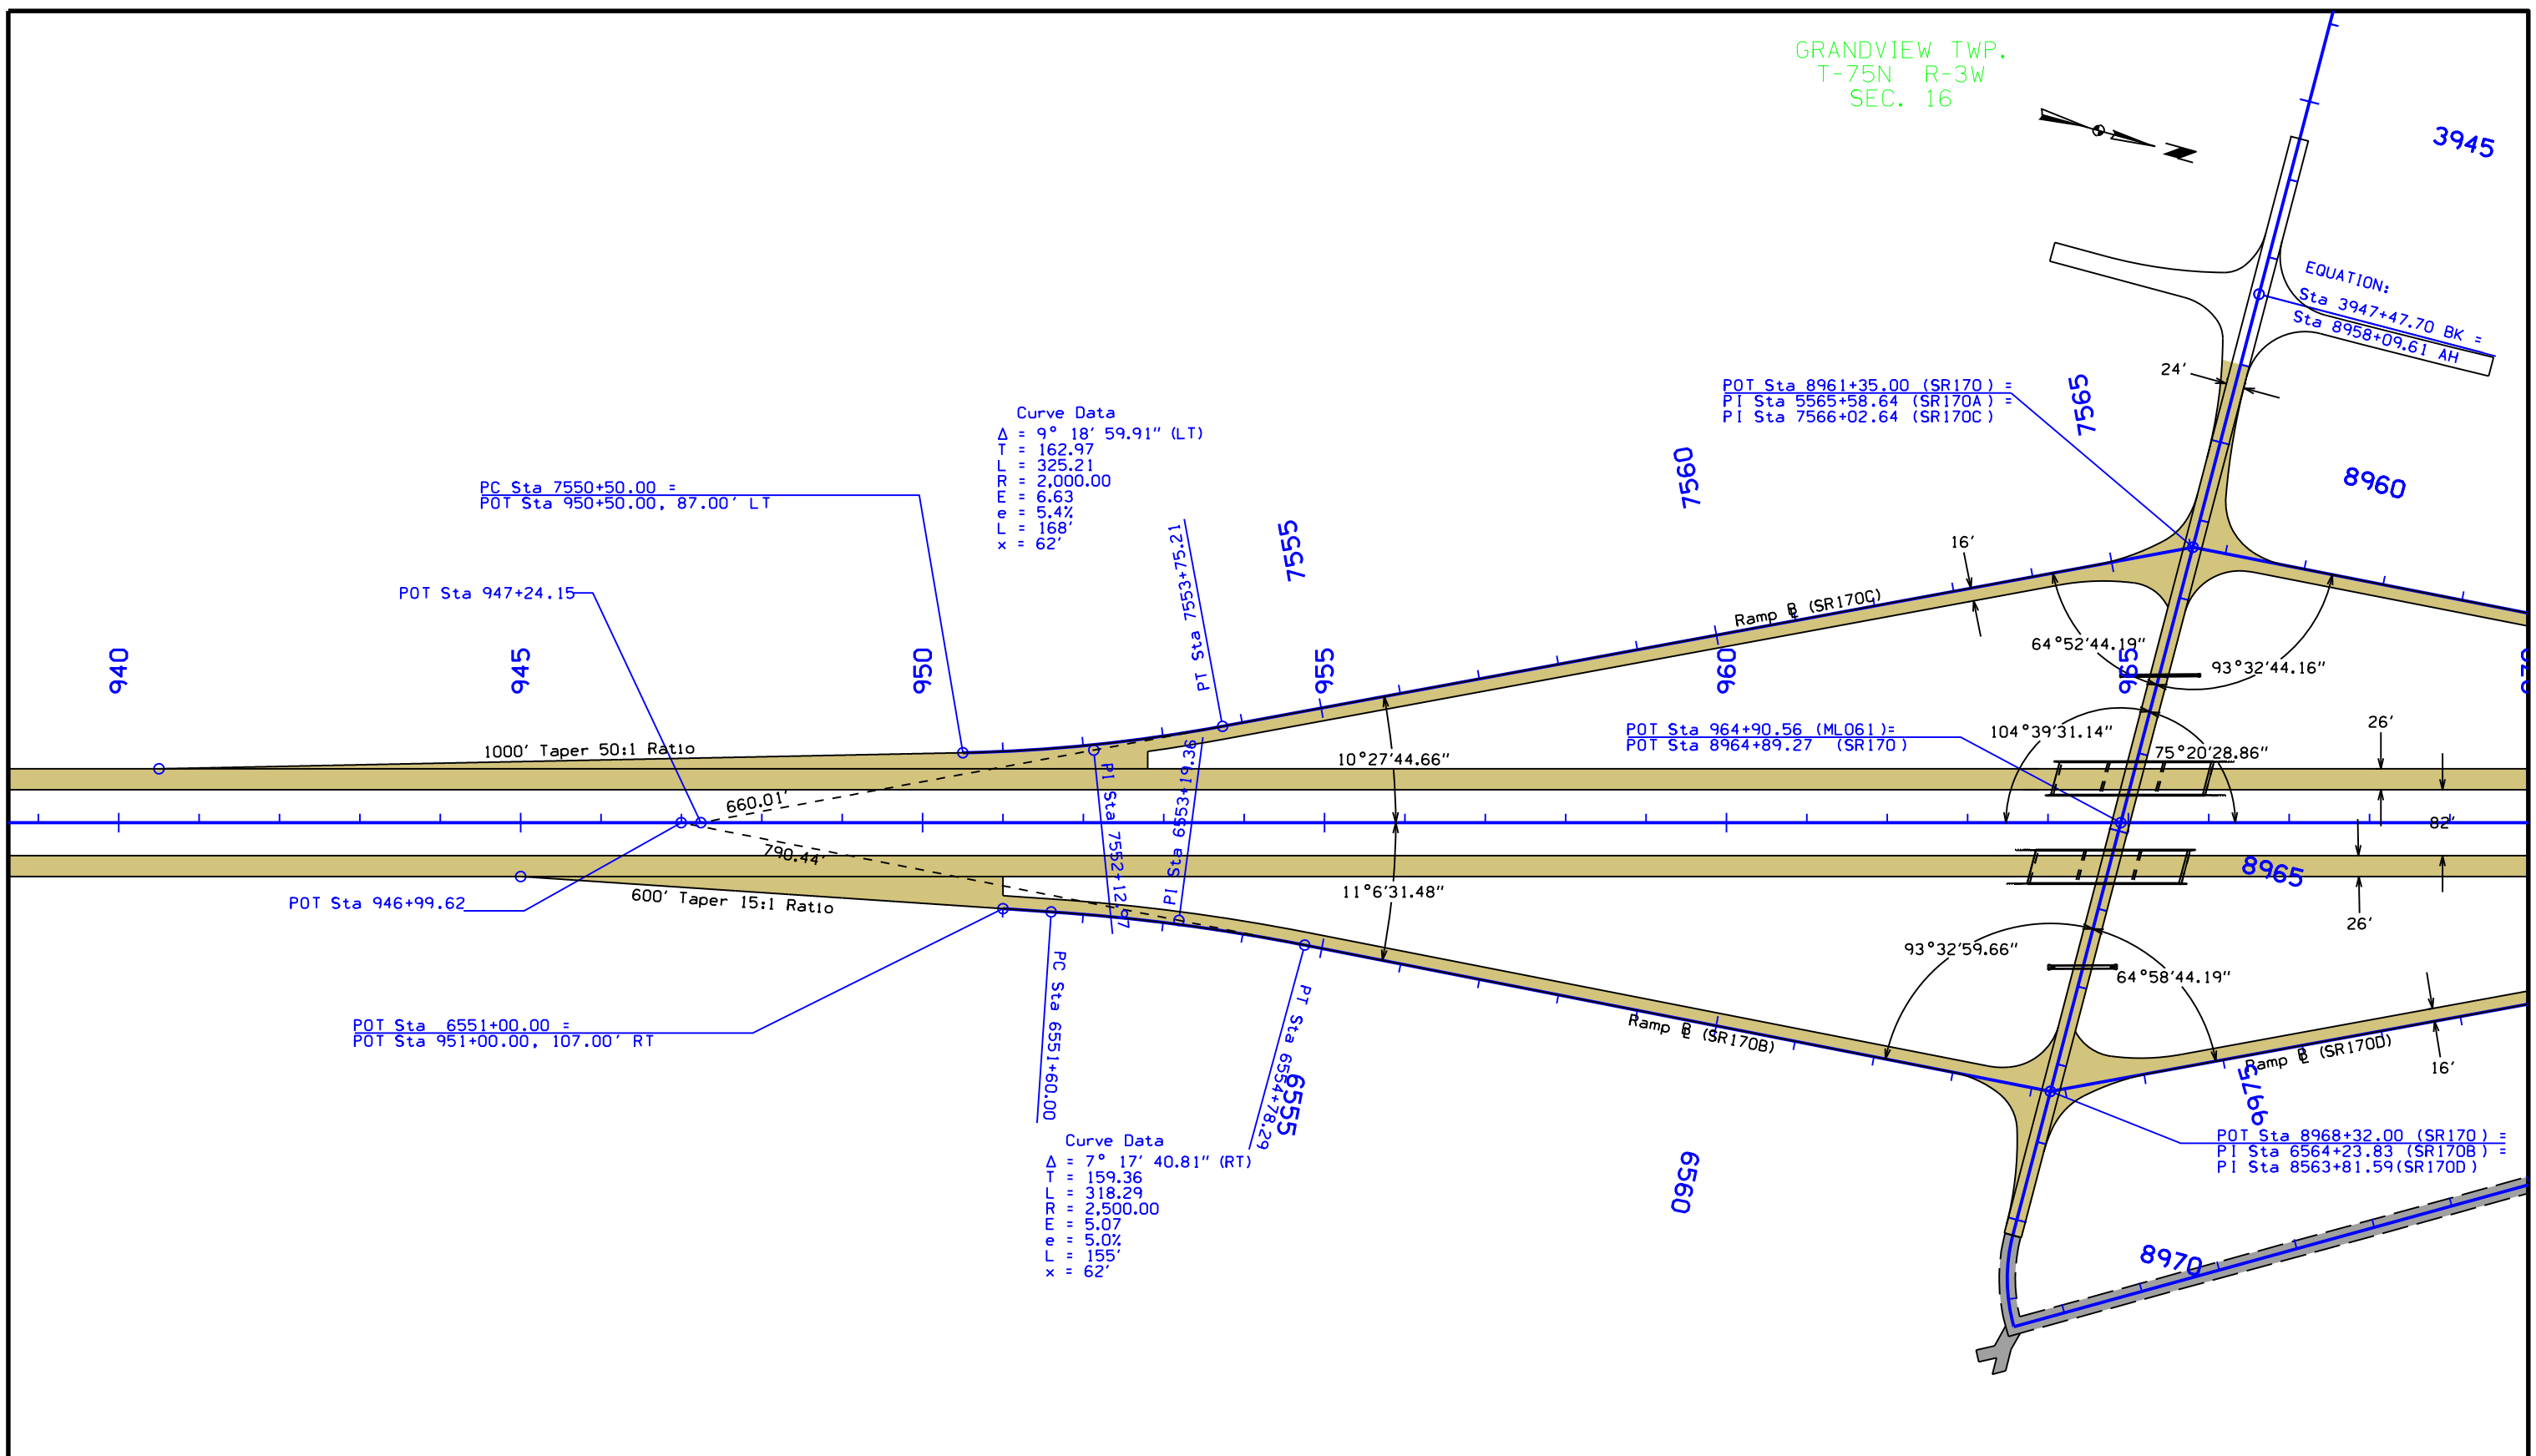 GRANDVIEW TWP.
T-75N R-3W
SEC. 16
N
3945
EQUATION:
Sta 3947+47.70 BK =
Sta 8958+09.61 AH
24'
POT Sta 8961+35.00 (SR170) =
PI Sta 5565+58.64 (SR170A) =
PI Sta 7566+02.64 (SR170C)
7565
7560
7555
8960
Curve Data
Δ = 9° 18' 59.91" (LT)
T = 162.97
L = 325.21
R = 2,000.00
E = 6.63
e = 5.4%
L = 168'
x = 62'
PC Sta 7550+50.00 =
POT Sta 950+50.00, 87.00' LT
POT Sta 947+24.15
PT Sta 7553+75.21
16'
Ramp ⅊ (SR170C)
64°52'44.19"
93°32'44.16"
940
945
950
955
960
965
1000' Taper 50:1 Ratio
10°27'44.66"
POT Sta 964+90.56 (ML061)=
POT Sta 8964+89.27 (SR170)
104°39'31.14"
75°20'28.86"
26'
82'
660.01'
790.44'
PI Sta 7552+12.97
PI Sta 6553+19.36
8965
26'
11°6'31.48"
POT Sta 946+99.62
600' Taper 15:1 Ratio
93°32'59.66"
64°58'44.19"
POT Sta 6551+00.00 =
POT Sta 951+00.00, 107.00' RT
PC Sta 6551+60.00
PT Sta 6554+78.29
6555
Ramp ⅊ (SR170B)
Ramp ⅊ (SR170D)
16'
9975
POT Sta 8968+32.00 (SR170) =
PI Sta 6564+23.83 (SR170B) =
PI Sta 8563+81.59(SR170D)
Curve Data
Δ = 7° 17' 40.81" (RT)
T = 159.36
L = 318.29
R = 2,500.00
E = 5.07
e = 5.0%
L = 155'
x = 62'
6560
8970